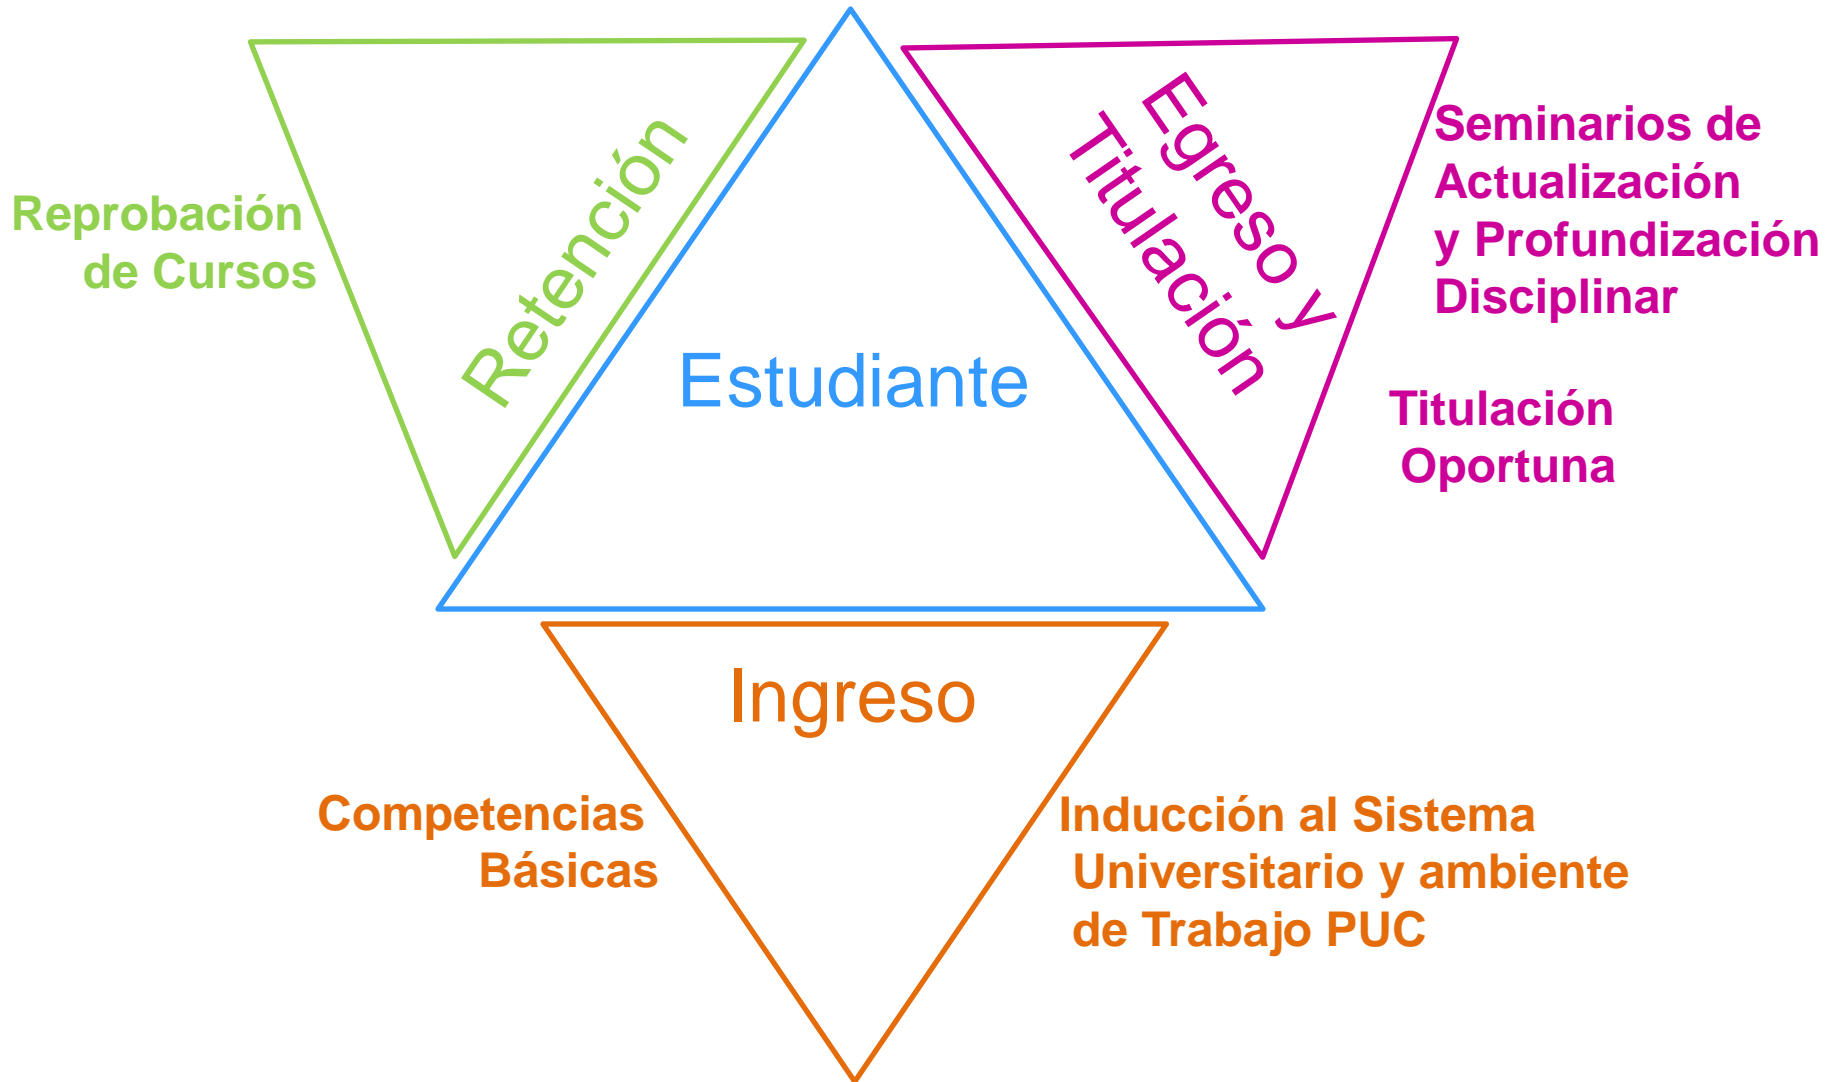 Retención
Reprobación
de Cursos
Egreso y
Titulación
Seminarios de
Actualización
y Profundización
Disciplinar
Titulación
Oportuna
Estudiante
Ingreso
Competencias
Básicas
Inducción al Sistema
Universitario y ambiente
de Trabajo PUC